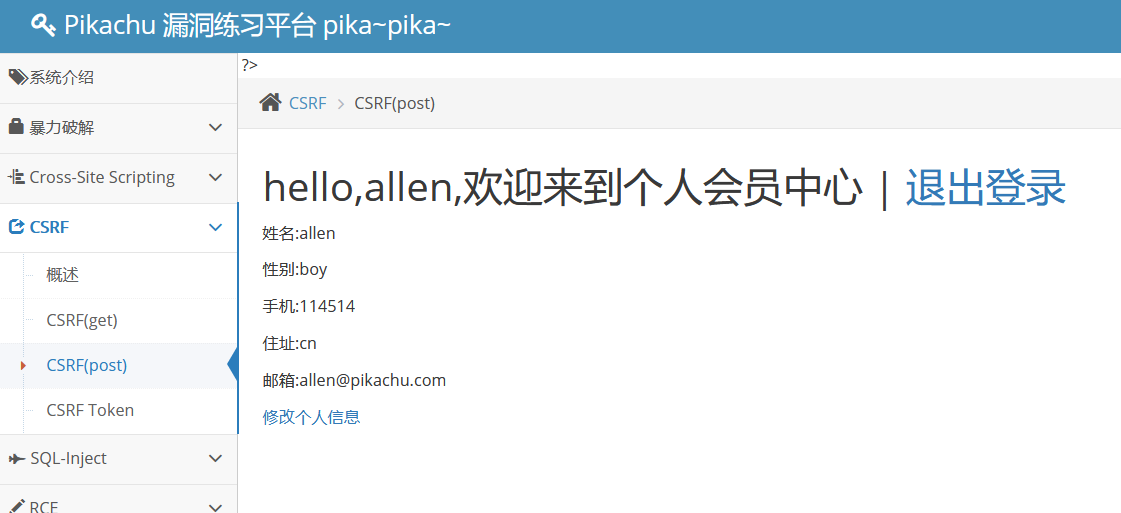 Pikachu 漏洞练习平台 pika~pika~
系统介绍
暴力破解
Cross-Site Scripting
CSRF
概述
CSRF(get)
CSRF(post)
CSRF Token
SQL-Inject
RCE
?>
CSRF > CSRF(post)
hello,allen,欢迎来到个人会员中心 | 退出登录
姓名:allen
性别:boy
手机:114514
住址:cn
邮箱:allen@pikachu.com
修改个人信息